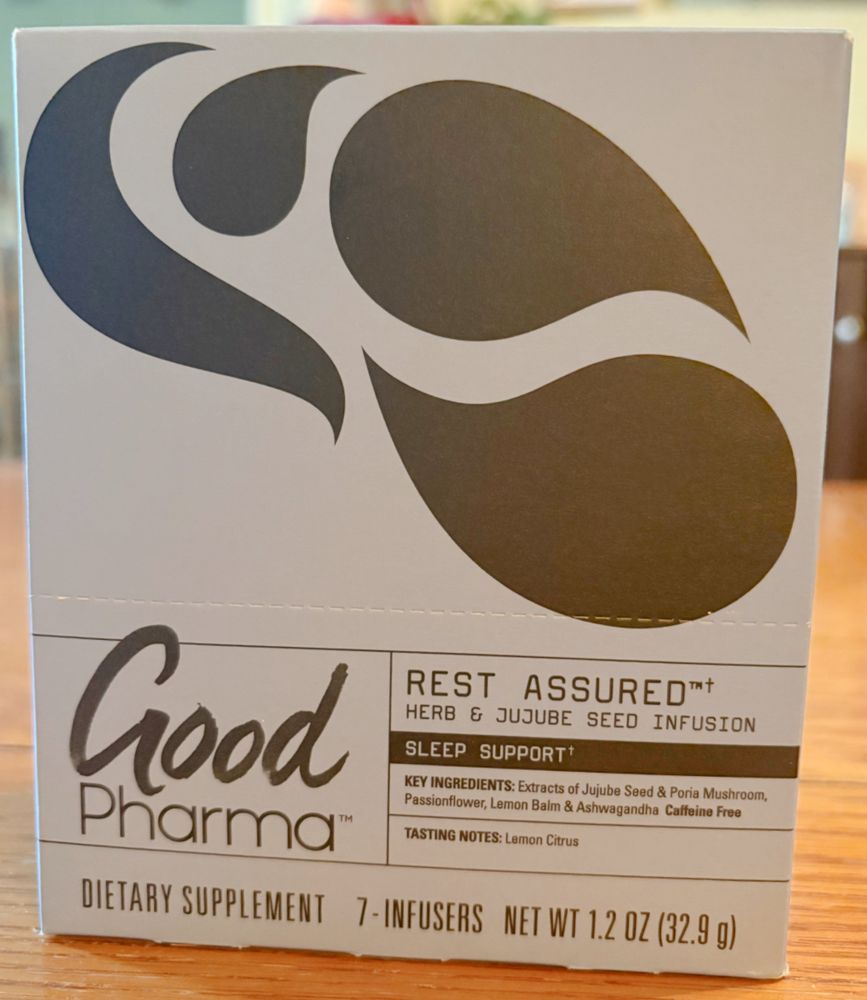 Good
Pharma™
REST ASSURED™†
HERB & JUJUBE SEED INFUSION
SLEEP SUPPORT†
KEY INGREDIENTS: Extracts of Jujube Seed & Poria Mushroom,
Passionflower, Lemon Balm & Ashwagandha Caffeine Free
TASTING NOTES: Lemon Citrus
DIETARY SUPPLEMENT 7-INFUSERS NET WT 1.2 OZ (32.9 g)